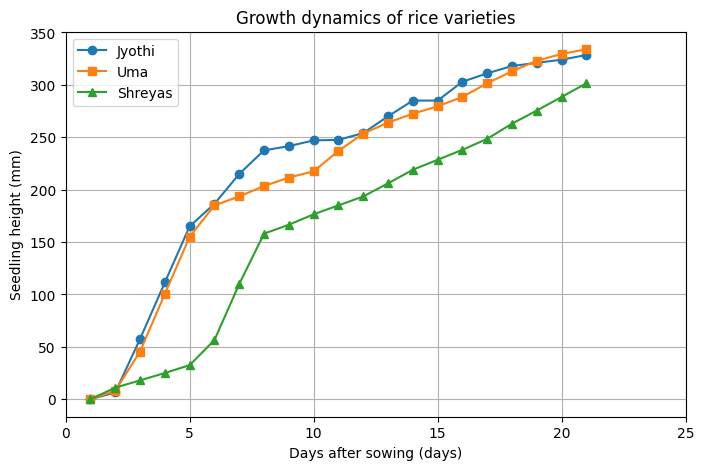 Growth dynamics of rice varieties
Jyothi
Uma
Shreyas
Seedling height (mm)
350
300
250
200
150
100
50
0
0 5 10 15 20 25
Days after sowing (days)